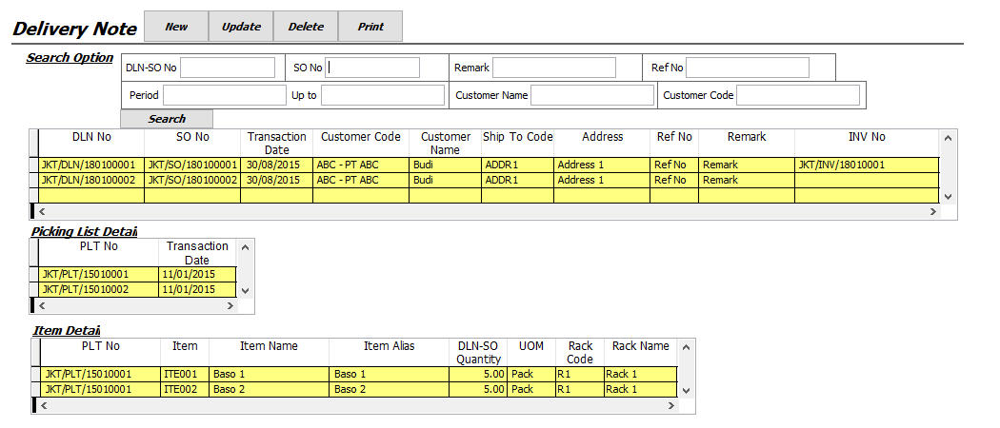 Delivery Note New Update Delete Print
Search Option
DLN-SO No SO No Remark Ref No
Period Up to Customer Name Customer Code
Search
DLN No SO No Transaction Date Customer Code Customer Name Ship To Code Address Ref No Remark INV No
JKT/DLN/180100001 JKT/SO/180100001 30/08/2015 ABC - PT ABC Budi ADDR1 Address 1 Ref No Remark JKT/INV/18010001
JKT/DLN/180100002 JKT/SO/180100002 30/08/2015 ABC - PT ABC Budi ADDR1 Address 1 Ref No Remark
Picking List Detail
PLT No Transaction Date
JKT/PLT/15010001 11/01/2015
JKT/PLT/15010002 11/01/2015
Item Detail
PLT No Item Item Name Item Alias DLN-SO Quantity UOM Rack Code Rack Name
JKT/PLT/15010001 ITE001 Baso 1 Baso 1 5.00 Pack R1 Rack 1
JKT/PLT/15010001 ITE002 Baso 2 Baso 2 5.00 Pack R1 Rack 1